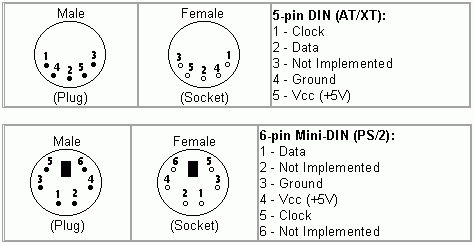 Male
Female
5-pin DIN (AT/XT):
1 - Clock
2 - Data
3 - Not Implemented
4 - Ground
5 - Vcc (+5V)
1
3
4
2
5
3
1
5
2
4
(Plug)
(Socket)
Male
Female
6-pin Mini-DIN (PS/2):
1 - Data
2 - Not Implemented
3 - Ground
4 - Vcc (+5V)
5 - Clock
6 - Not Implemented
5
6
3
4
1
2
6
5
4
3
2
1
(Plug)
(Socket)